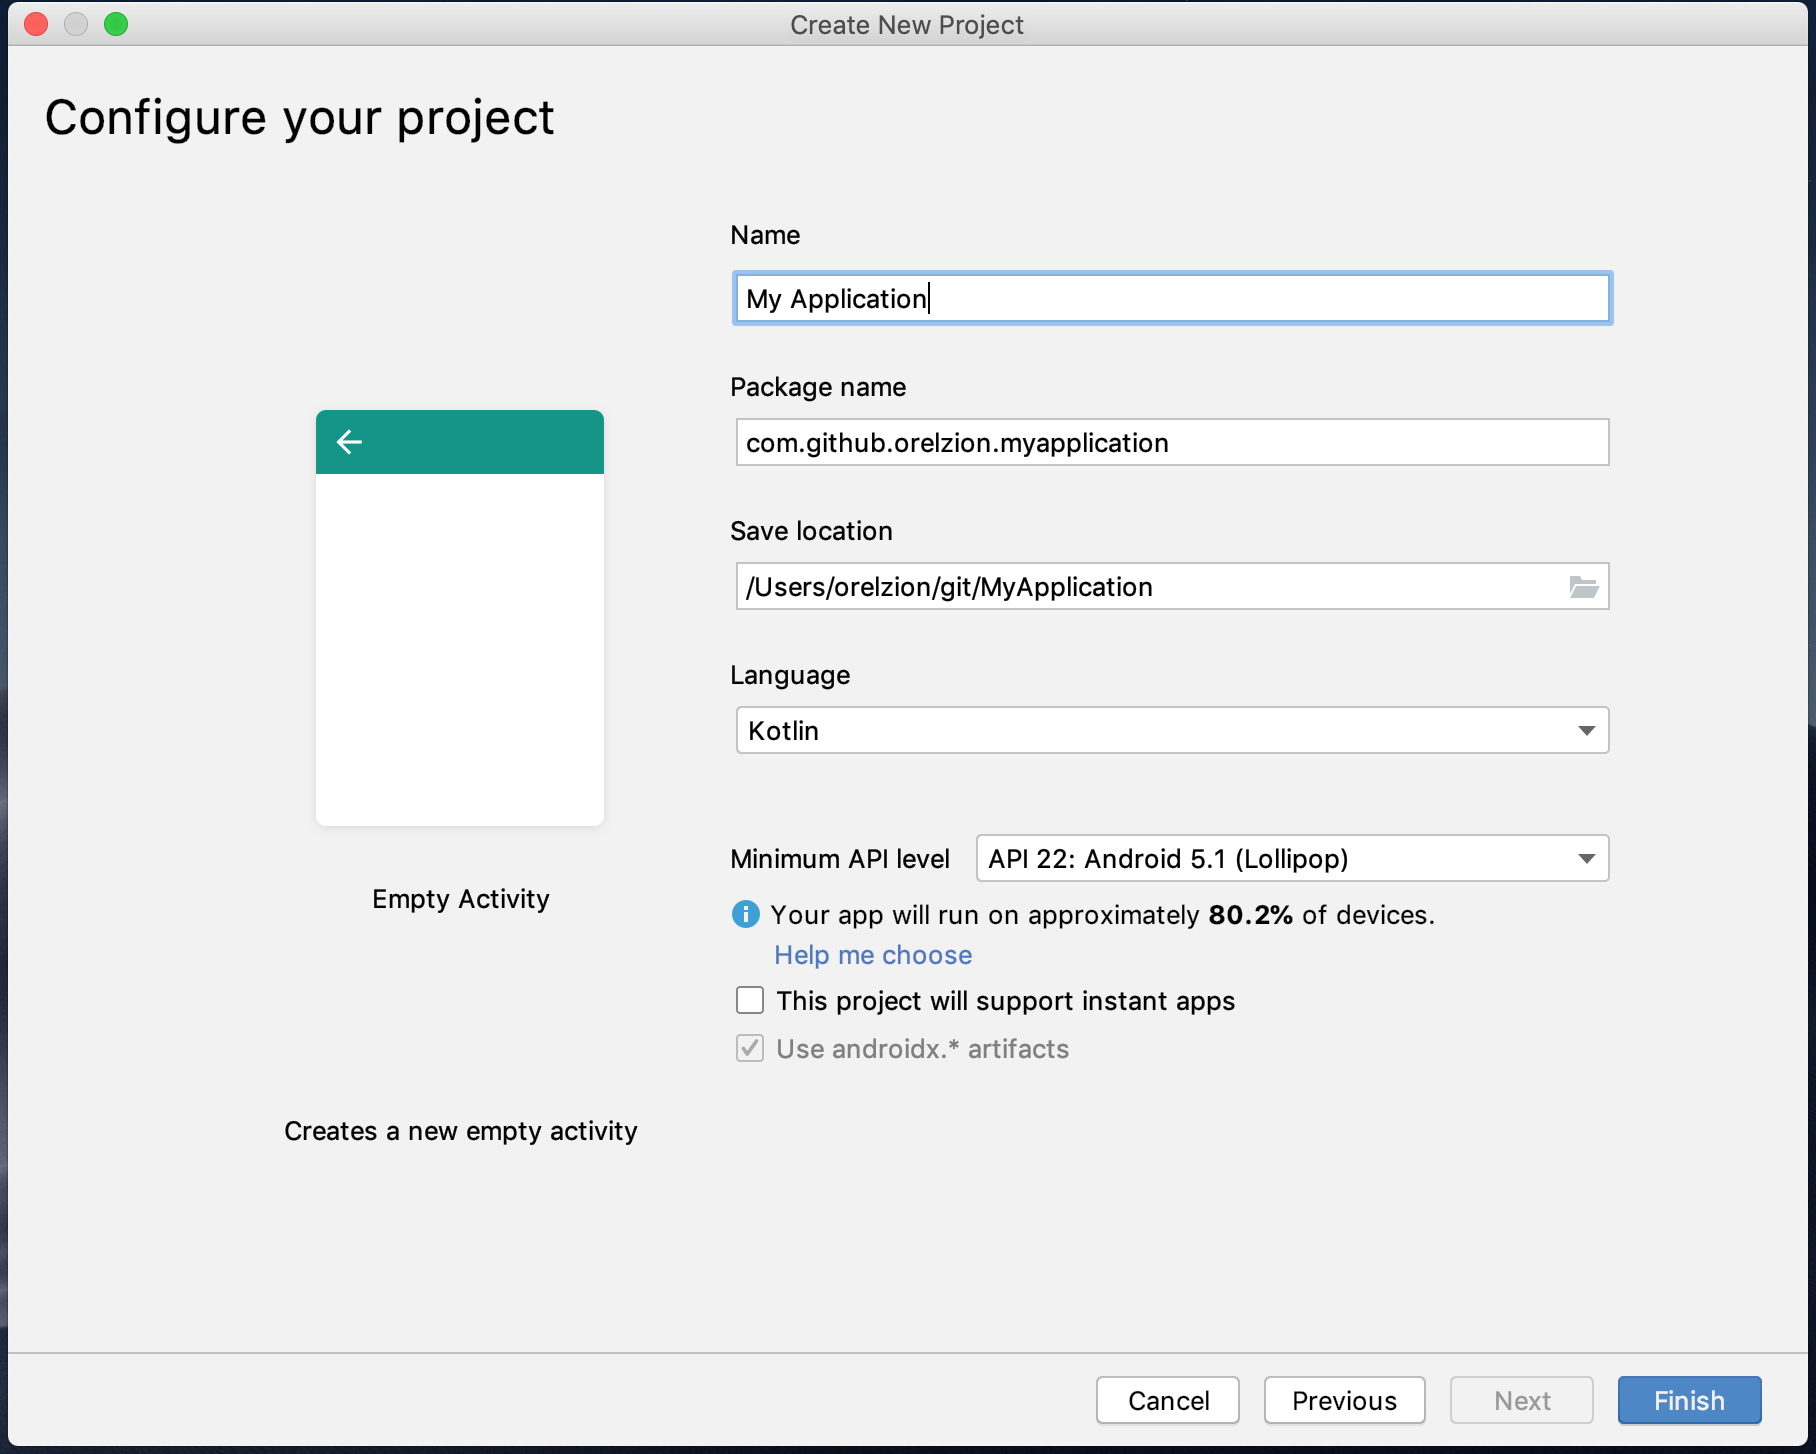 Create New Project
Configure your project
Name
My Application
Package name
com.github.orelzion.myapplication
Save location
/Users/orelzion/git/MyApplication
Language
Kotlin
Minimum API level API 22: Android 5.1 (Lollipop)
Your app will run on approximately 80.2% of devices.
Help me choose
This project will support instant apps
Use androidx.* artifacts
Empty Activity
Creates a new empty activity
Cancel Previous Next Finish